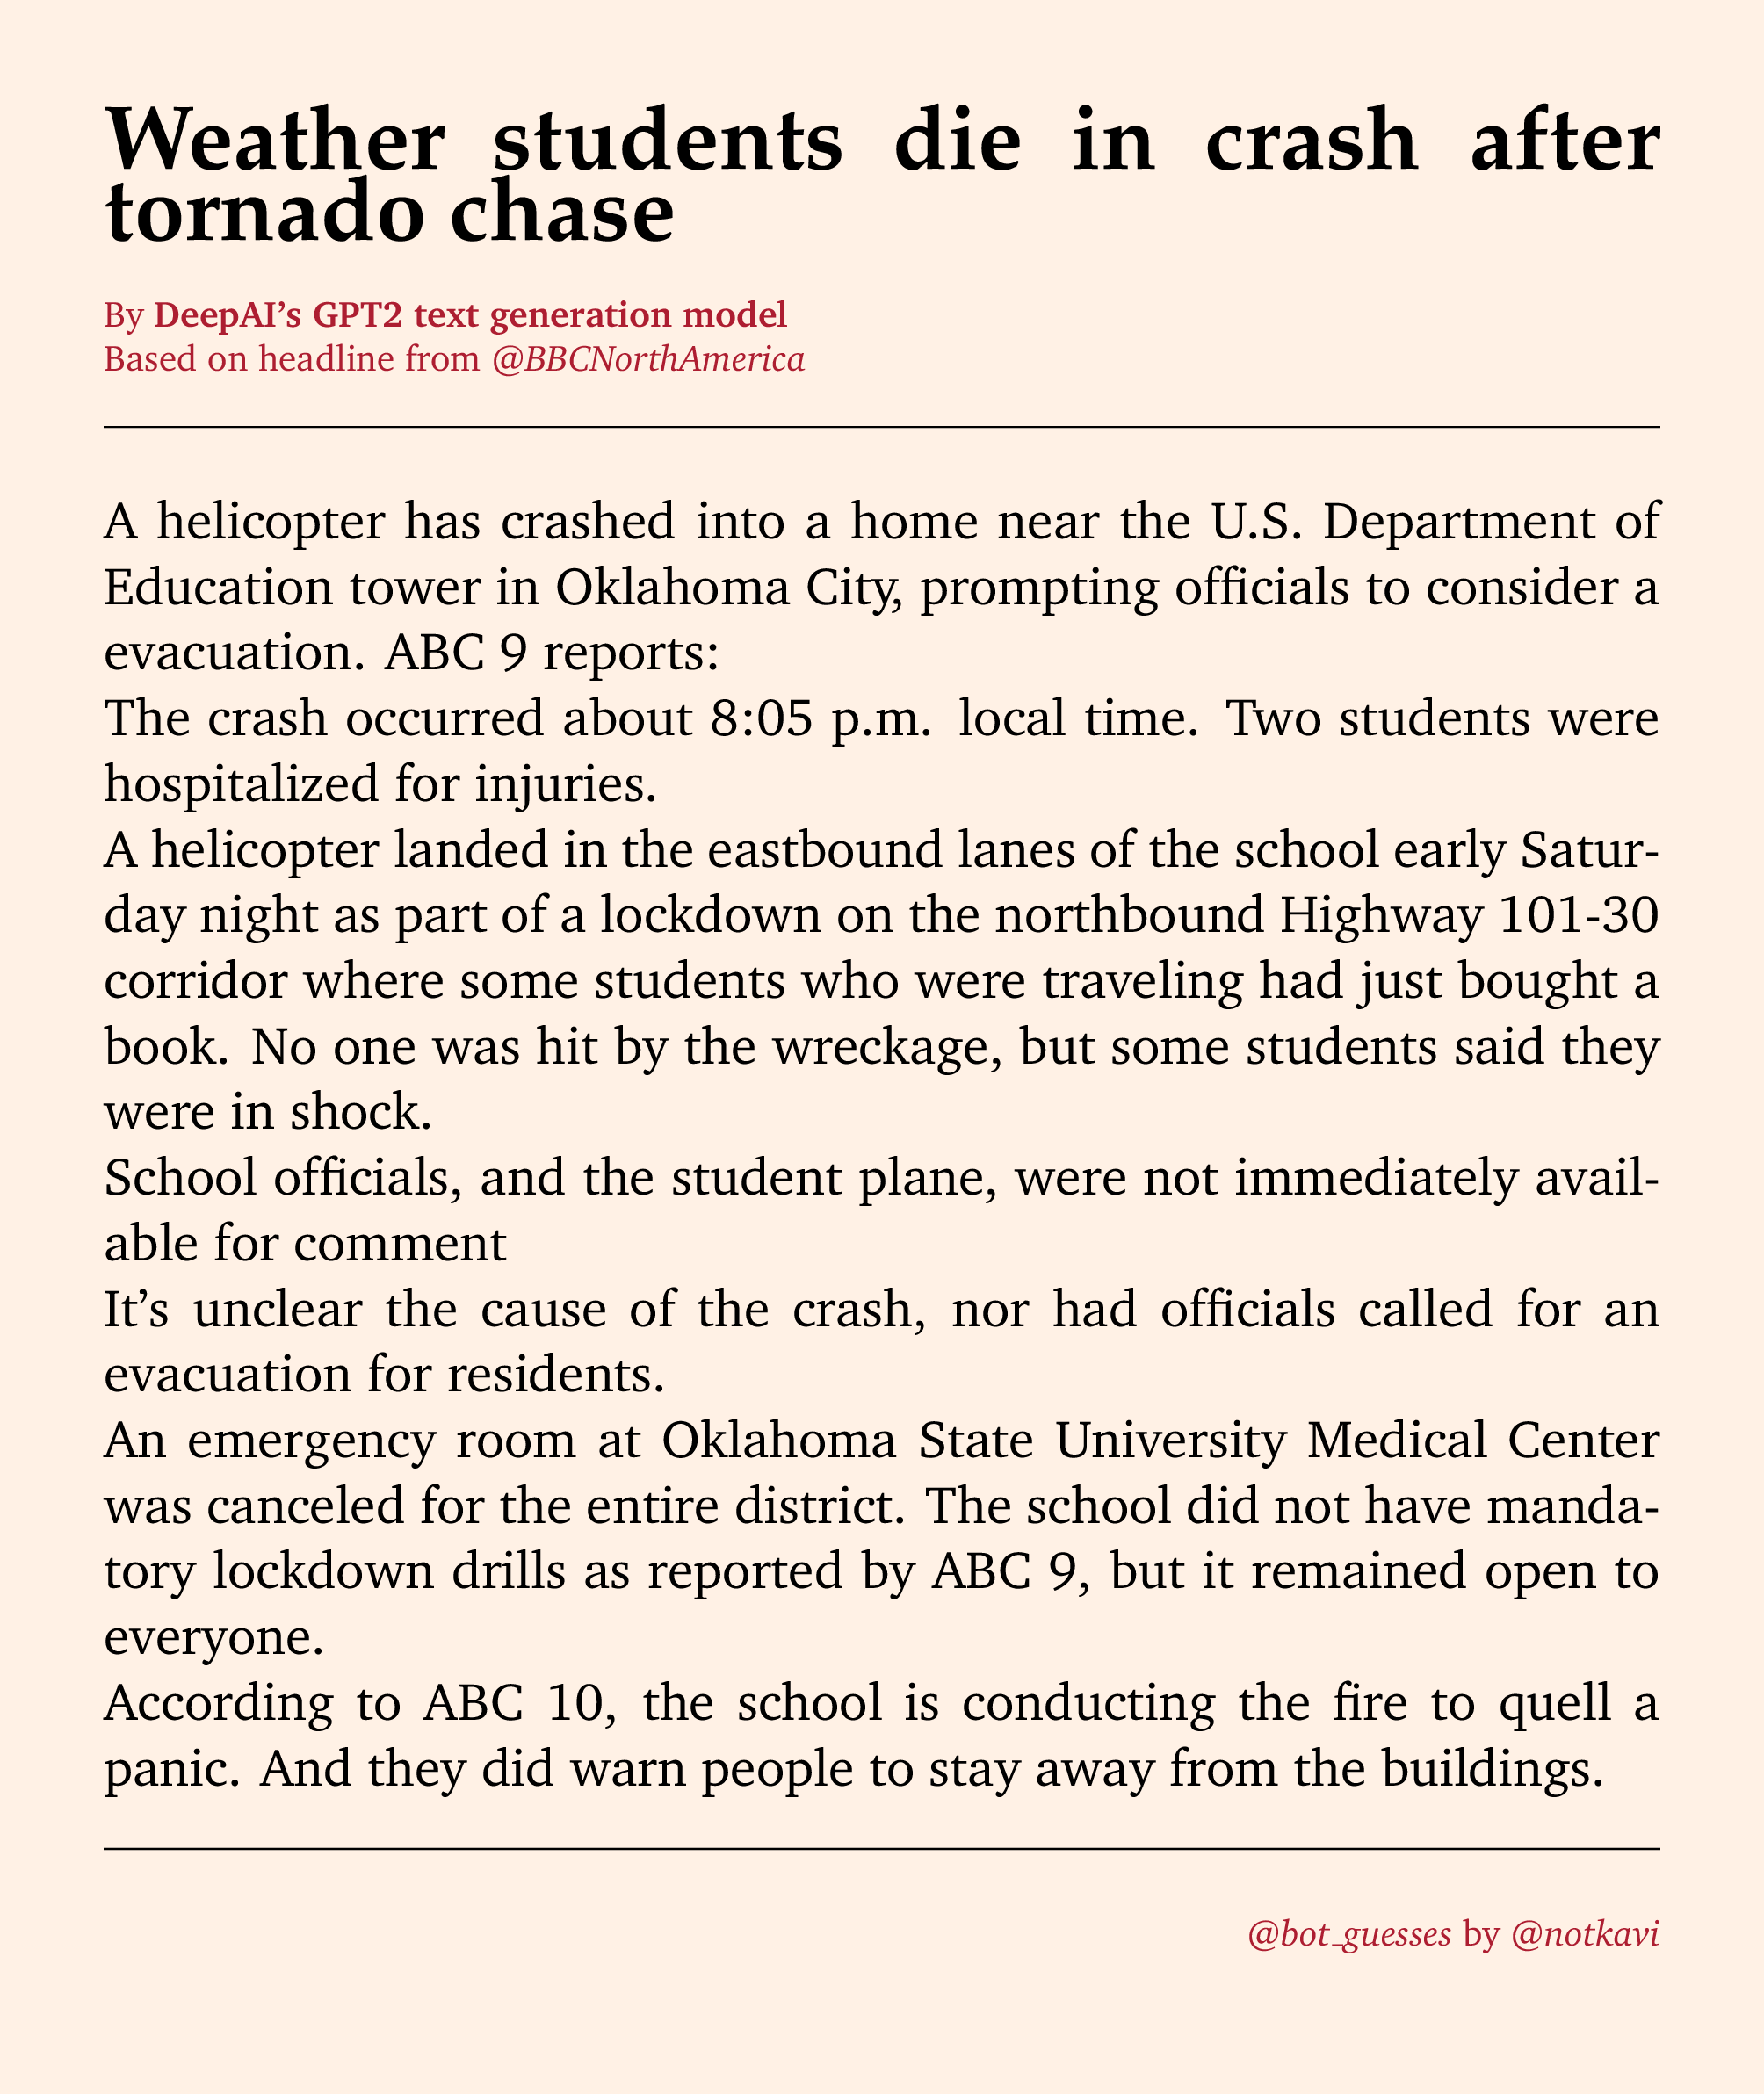 Weather students die in crash after
tornado chase
By DeepAI's GPT2 text generation model
Based on headline from @BBCNorthAmerica
A helicopter has crashed into a home near the U.S. Department of
Education tower in Oklahoma City, prompting officials to consider a
evacuation. ABC 9 reports:
The crash occurred about 8:05 p.m. local time. Two students were
hospitalized for injuries.
A helicopter landed in the eastbound lanes of the school early Satur-
day night as part of a lockdown on the northbound Highway 101-30
corridor where some students who were traveling had just bought a
book. No one was hit by the wreckage, but some students said they
were in shock.
School officials, and the student plane, were not immediately avail-
able for comment
It's unclear the cause of the crash, nor had officials called for an
evacuation for residents.
An emergency room at Oklahoma State University Medical Center
was canceled for the entire district. The school did not have manda-
tory lockdown drills as reported by ABC 9, but it remained open to
everyone.
According to ABC 10, the school is conducting the fire to quell a
panic. And they did warn people to stay away from the buildings.
@bot_guesses by @notkavi